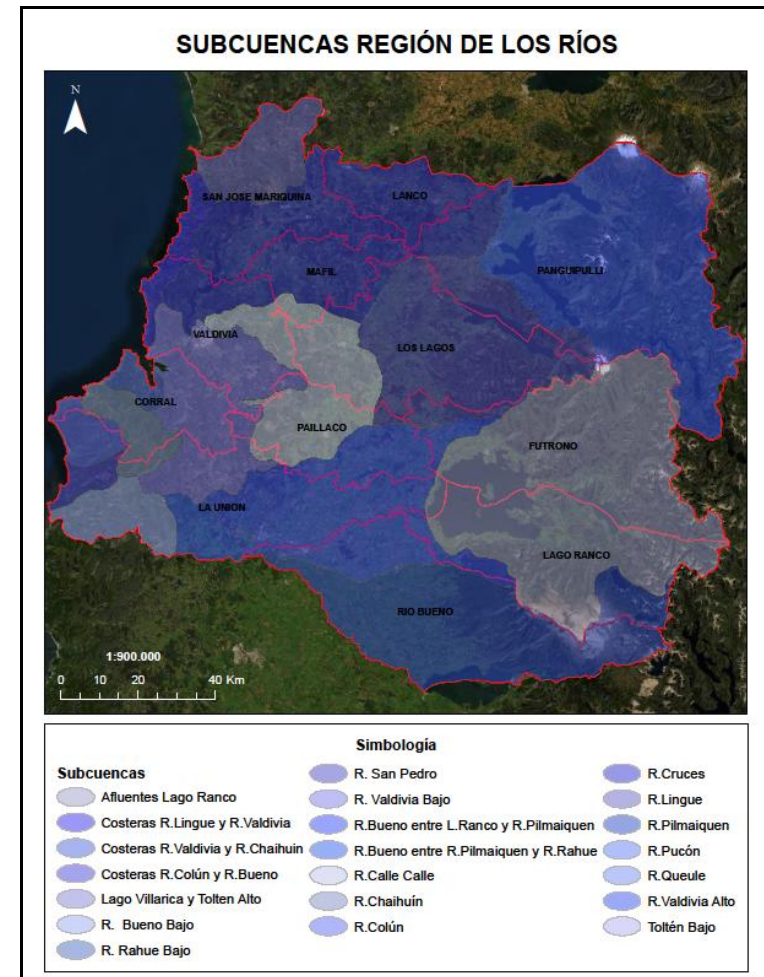 SUBCUENCAS REGIÓN DE LOS RÍOS
N
SAN JOSE MARIQUINA
LANCO
MAFIL
PANGUIPULLI
VALDIVIA
LOS LAGOS
CORRAL
PAILLACO
FUTRONO
LA UNION
LAGO RANCO
RIO BUENO
1:900.000
0 10 20 40 Km
Simbología
Subcuencas
Afluentes Lago Ranco
Costeras R.Lingue y R.Valdivia
Costeras R.Valdivia y R.Chaihuin
Costeras R.Colún y R.Bueno
Lago Villarica y Tolten Alto
R. Bueno Bajo
R. Rahue Bajo
R. San Pedro
R. Valdivia Bajo
R.Bueno entre L.Ranco y R.Pilmaiquen
R.Bueno entre R.Pilmaiquen y R.Rahue
R.Calle Calle
R.Chaihuín
R.Colún
R.Cruces
R.Lingue
R.Pilmaiquen
R.Pucón
R.Queule
R.Valdivia Alto
Toltén Bajo